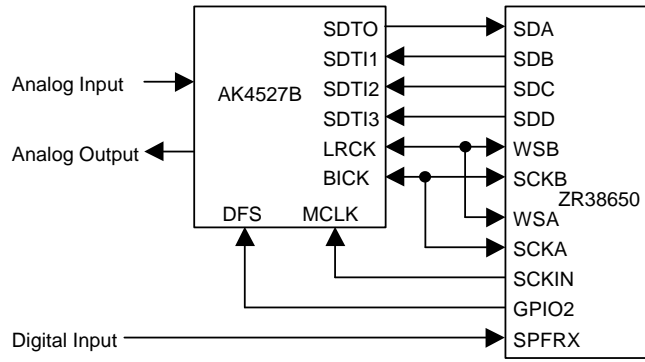 SDTO SDA
SDTI1 SDB
Analog Input AK4527B SDTI2 SDC
SDTI3 SDD
Analog Output LRCK WSB
BICK SCKB
ZR38650
DFS MCLK WSA
SCKA
SCKIN
GPIO2
Digital Input SPFRX